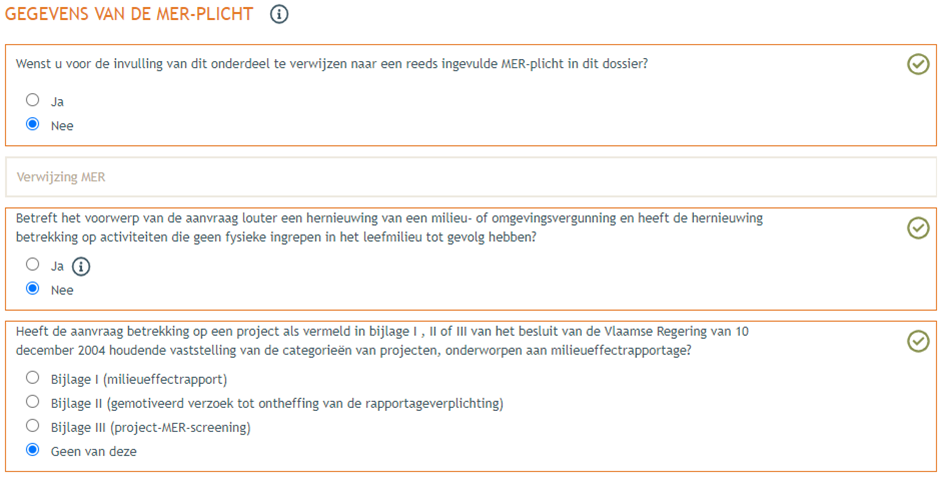 GEGEVENS VAN DE MER-PLICHT
Wenst u voor de invulling van dit onderdeel te verwijzen naar een reeds ingevulde MER-plicht in dit dossier?
Ja
Nee
Verwijzing MER
Betreft het voorwerp van de aanvraag louter een hernieuwing van een milieu- of omgevingsvergunning en heeft de hernieuwing
betrekking op activiteiten die geen fysieke ingrepen in het leefmilieu tot gevolg hebben?
Ja
Nee
Heeft de aanvraag betrekking op een project als vermeld in bijlage I , II of III van het besluit van de Vlaamse Regering van 10
december 2004 houdende vaststelling van de categorieën van projecten, onderworpen aan milieueffectrapportage?
Bijlage I (milieueffectrapport)
Bijlage II (gemotiveerd verzoek tot ontheffing van de rapportageverplichting)
Bijlage III (project-MER-screening)
Geen van deze